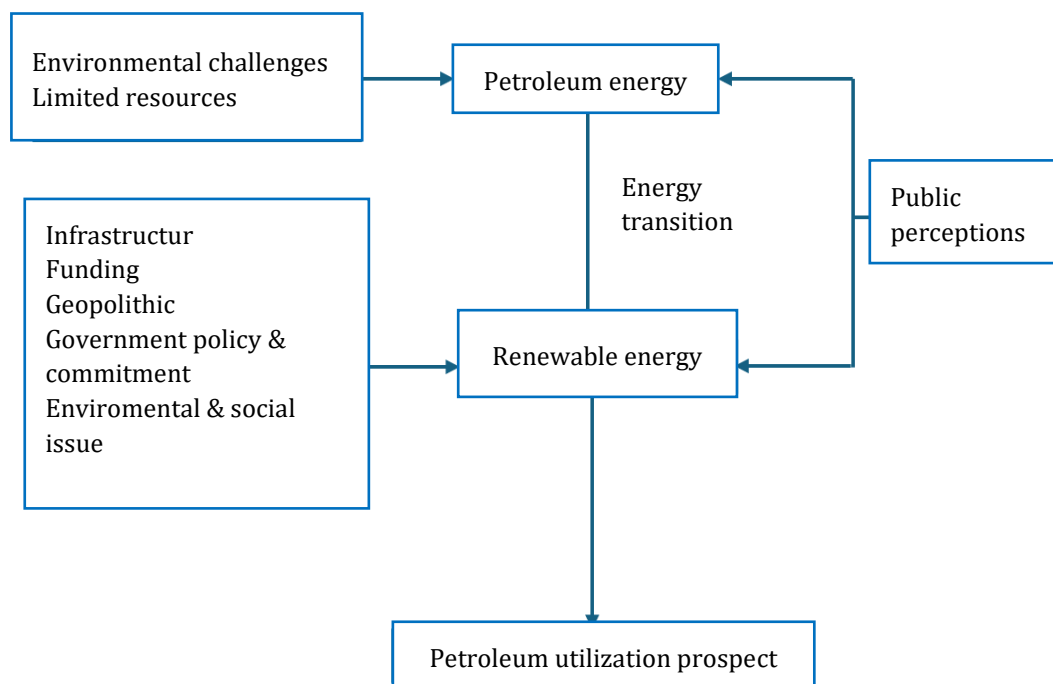 Environmental challenges
Limited resources
Petroleum energy
Energy
transition
Public
perceptions
Infrastructur
Funding
Geopolithic
Government policy &
commitment
Enviromental & social
issue
Renewable energy
Petroleum utilization prospect